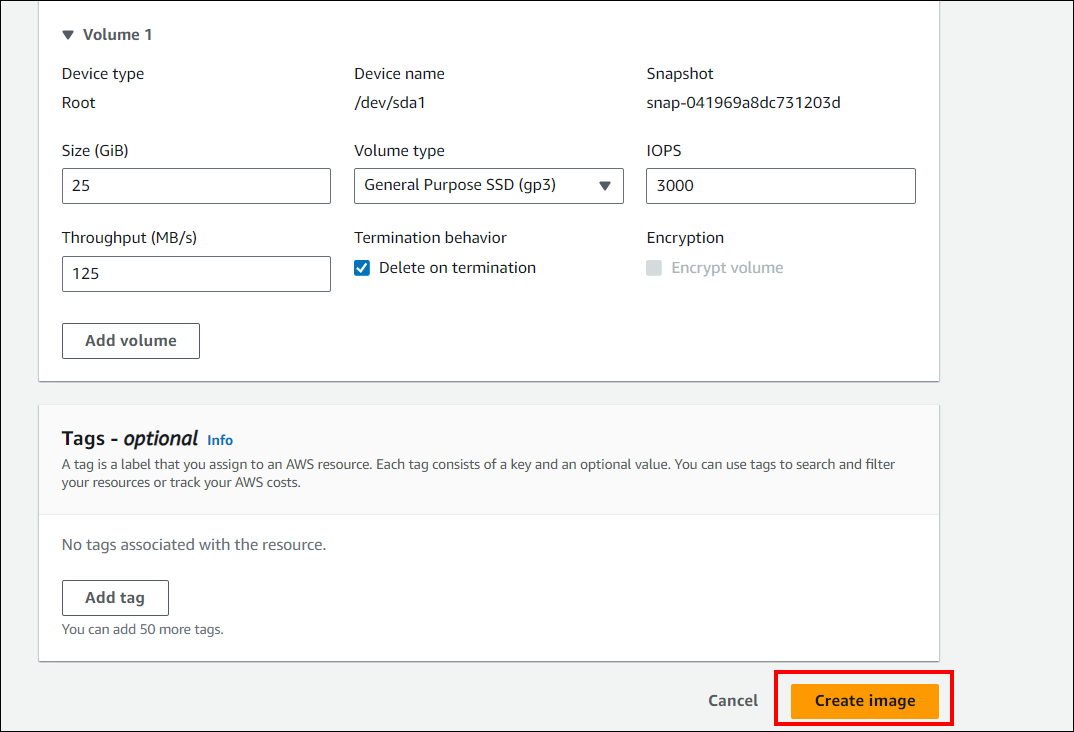 Volume 1
Device type Device name Snapshot
Root /dev/sda1 snap-041969a8dc731203d
Size (GiB) Volume type IOPS
25 General Purpose SSD (gp3) 3000
Throughput (MB/s) Termination behavior Encryption
125 Delete on termination Encrypt volume
Add volume
Tags - optional Info
A tag is a label that you assign to an AWS resource. Each tag consists of a key and an optional value. You can use tags to search and filter
your resources or track your AWS costs.
No tags associated with the resource.
Add tag
You can add 50 more tags.
Cancel Create image